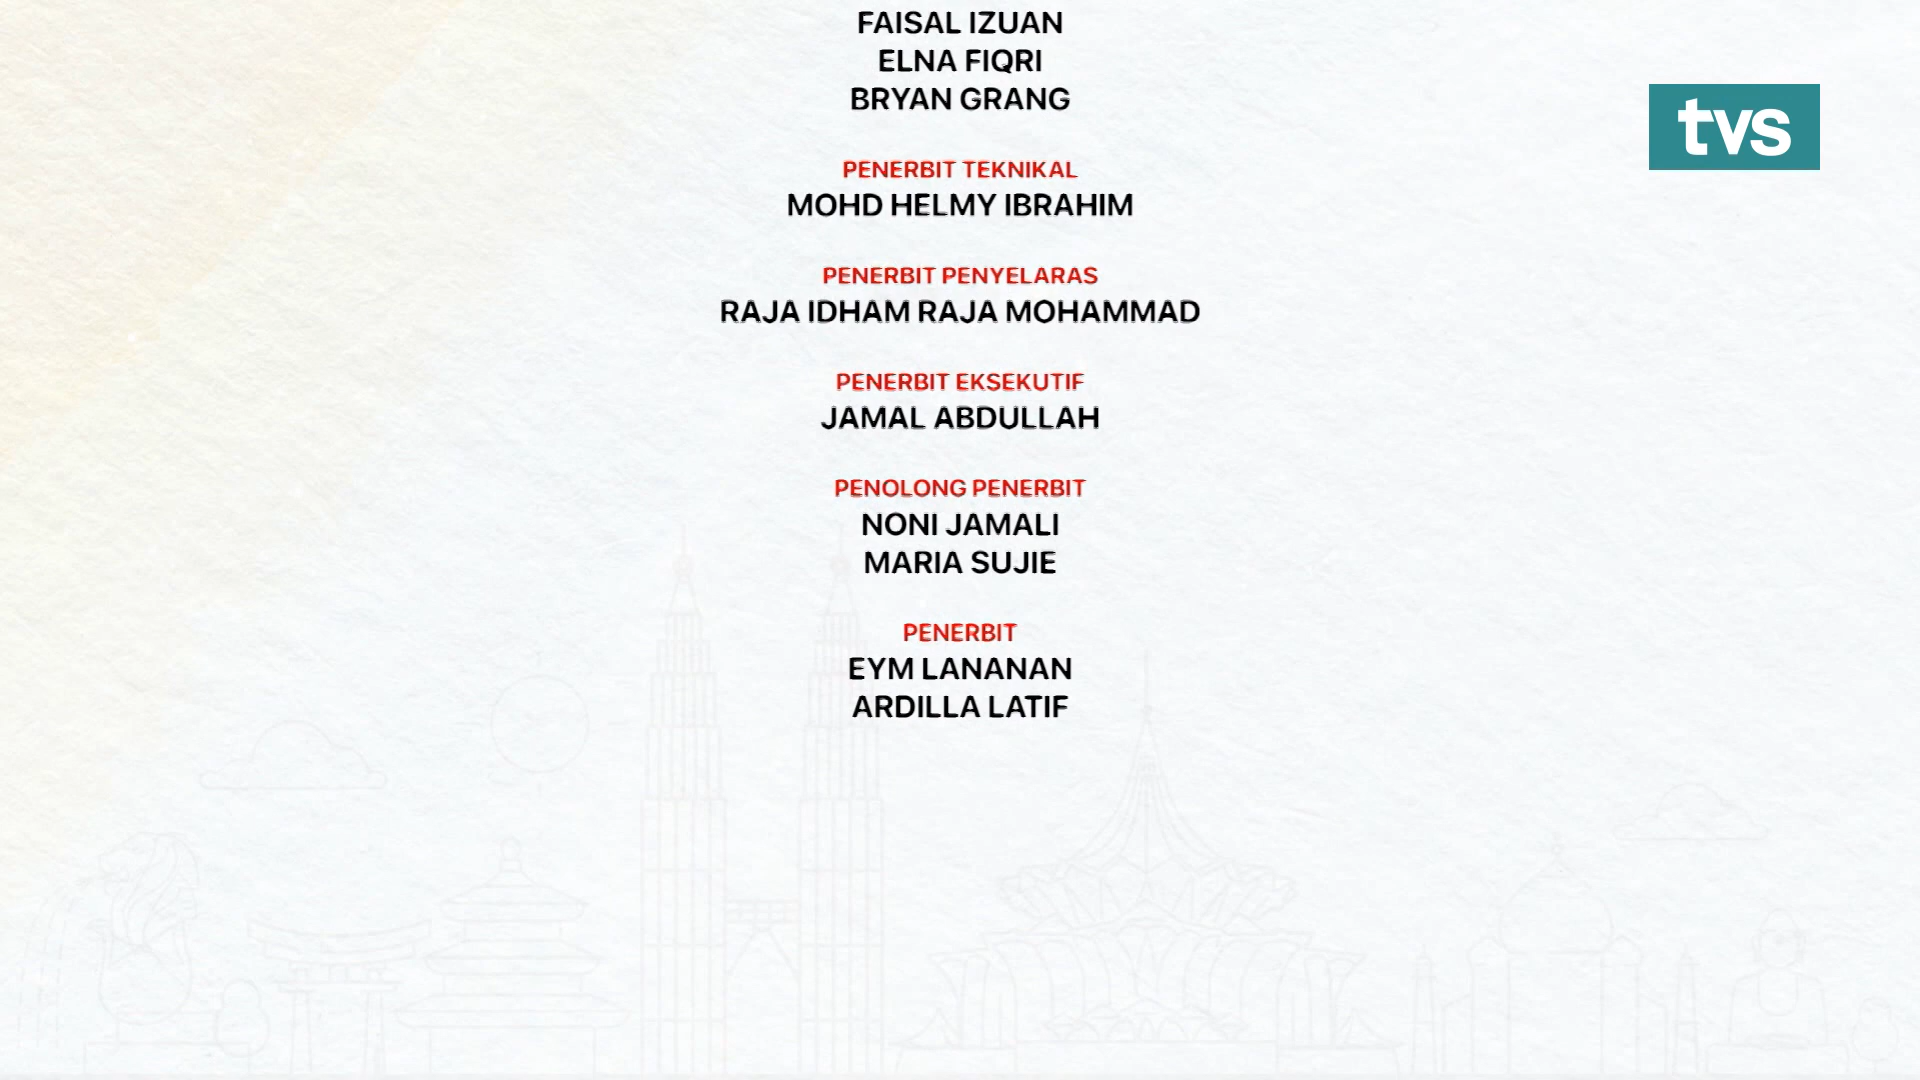 FAISAL IZUAN
ELNA FIQRI
BRYAN GRANG
tvs
PENERBIT TEKNIKAL
MOHD HELMY IBRAHIM
PENERBIT PENYELARAS
RAJA IDHAM RAJA MOHAMMAD
PENERBIT EKSEKUTIF
JAMAL ABDULLAH
PENOLONG PENERBIT
NONI JAMALI
MARIA SUJIE
PENERBIT
EYM LANANAN
ARDILLA LATIF